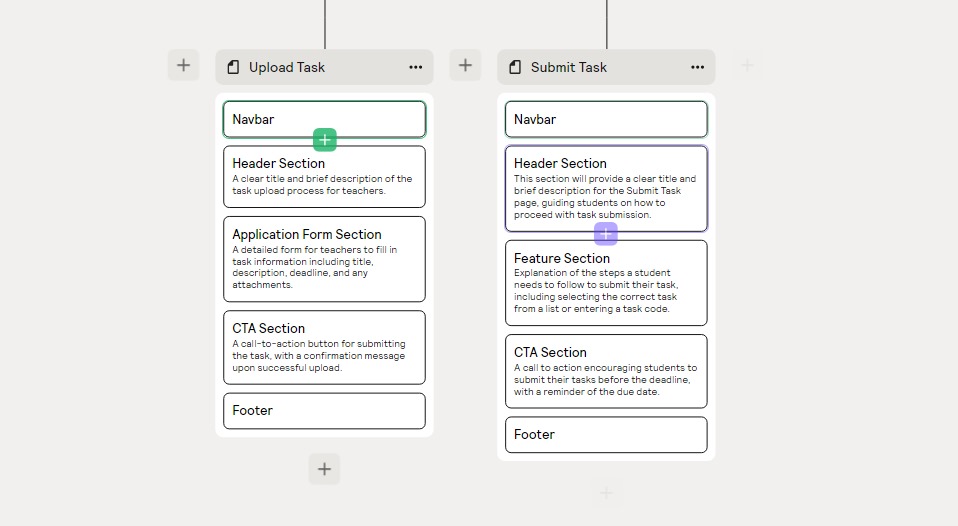 Upload Task
Navbar
Header Section
A clear title and brief description of the
task upload process for teachers.
Application Form Section
A detailed form for teachers to fill in
task information including title,
description, deadline, and any
attachments.
CTA Section
A call-to-action button for submitting
the task, with a confirmation message
upon successful upload.
Footer
Submit Task
Navbar
Header Section
This section will provide a clear title and
brief description for the Submit Task
page, guiding students on how to
proceed with task submission.
Feature Section
Explanation of the steps a student
needs to follow to submit their task,
including selecting the correct task
from a list or entering a task code.
CTA Section
A call to action encouraging students to
submit their tasks before the deadline,
with a reminder of the due date.
Footer